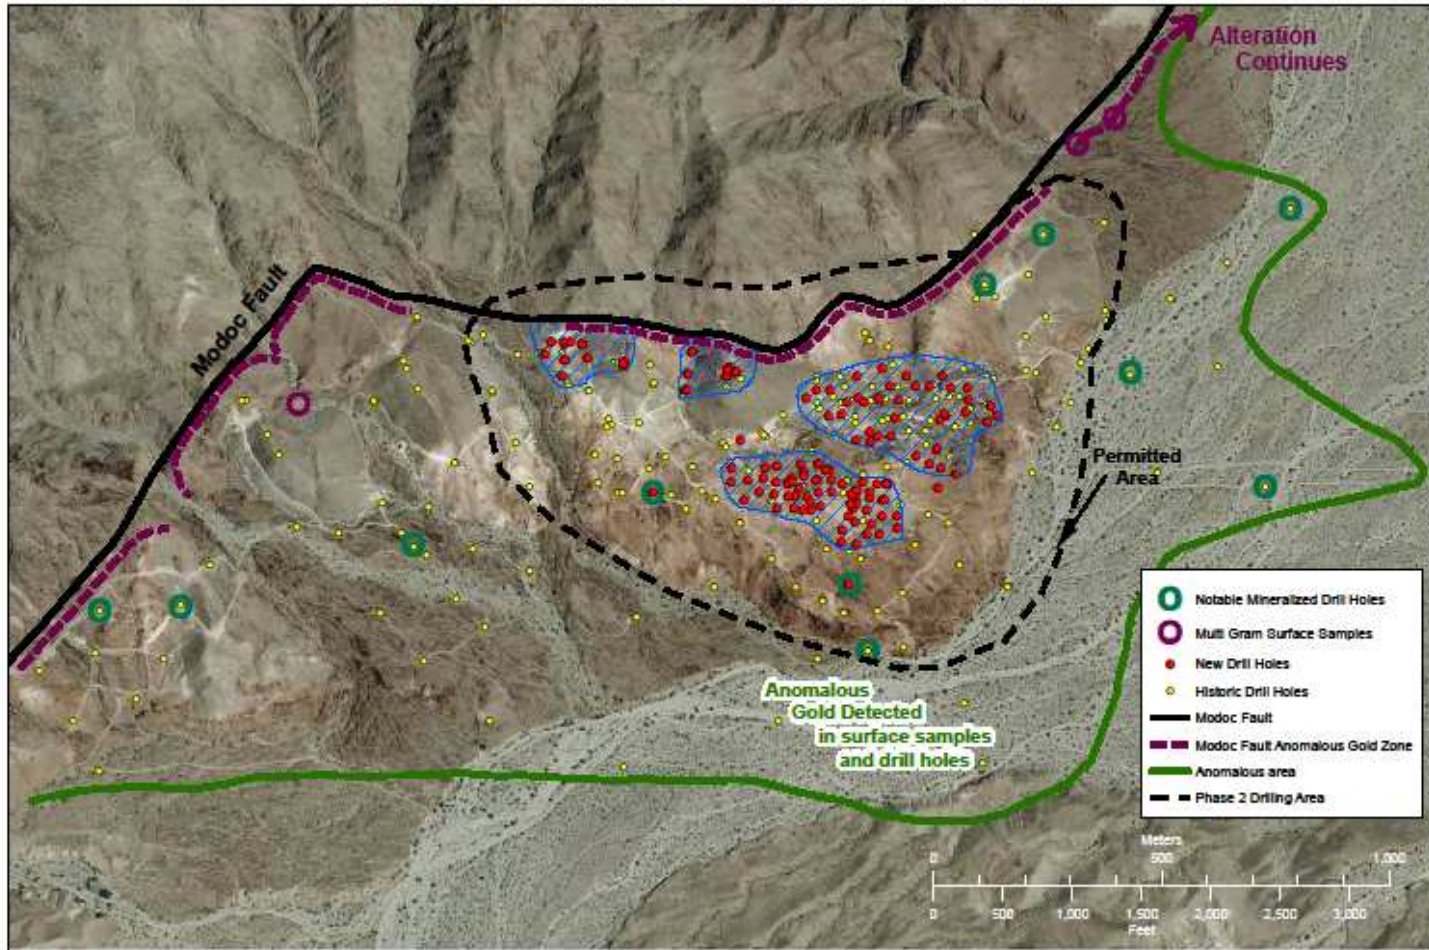 Alteration
Continues
Modoc Fault
Permitted
Area
Anomalous
Gold Detected
in surface samples
and drill holes
Notable Mineralized Drill Holes
Multi Gram Surface Samples
New Drill Holes
Historic Drill Holes
Modoc Fault
Modoc Fault Anomalous Gold Zone
Anomalous area
Phase 2 Drilling Area
Meters
0 500 1,000
0 500 1,000 1,500 2,000 2,500 3,000
Feet